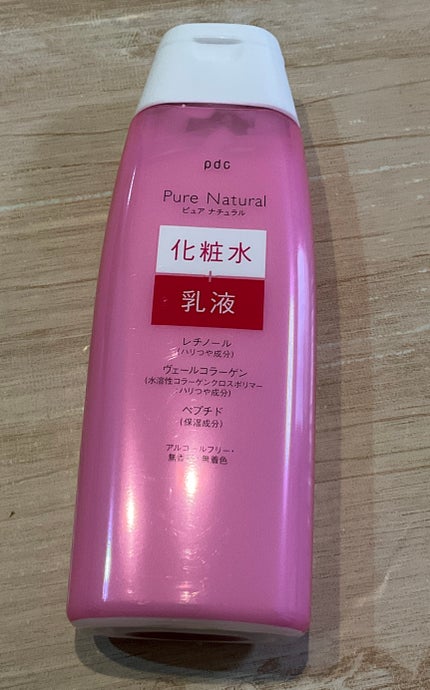 pdc
Pure Natural
ピュア ナチュラル
化粧水
+
乳液
レチノール
(ハリつや成分)
ヴェールコラーゲン
(水溶性コラーゲンクロスポリマー
ハリつや成分)
ペプチド
(保湿成分)
アルコールフリー・
無着色